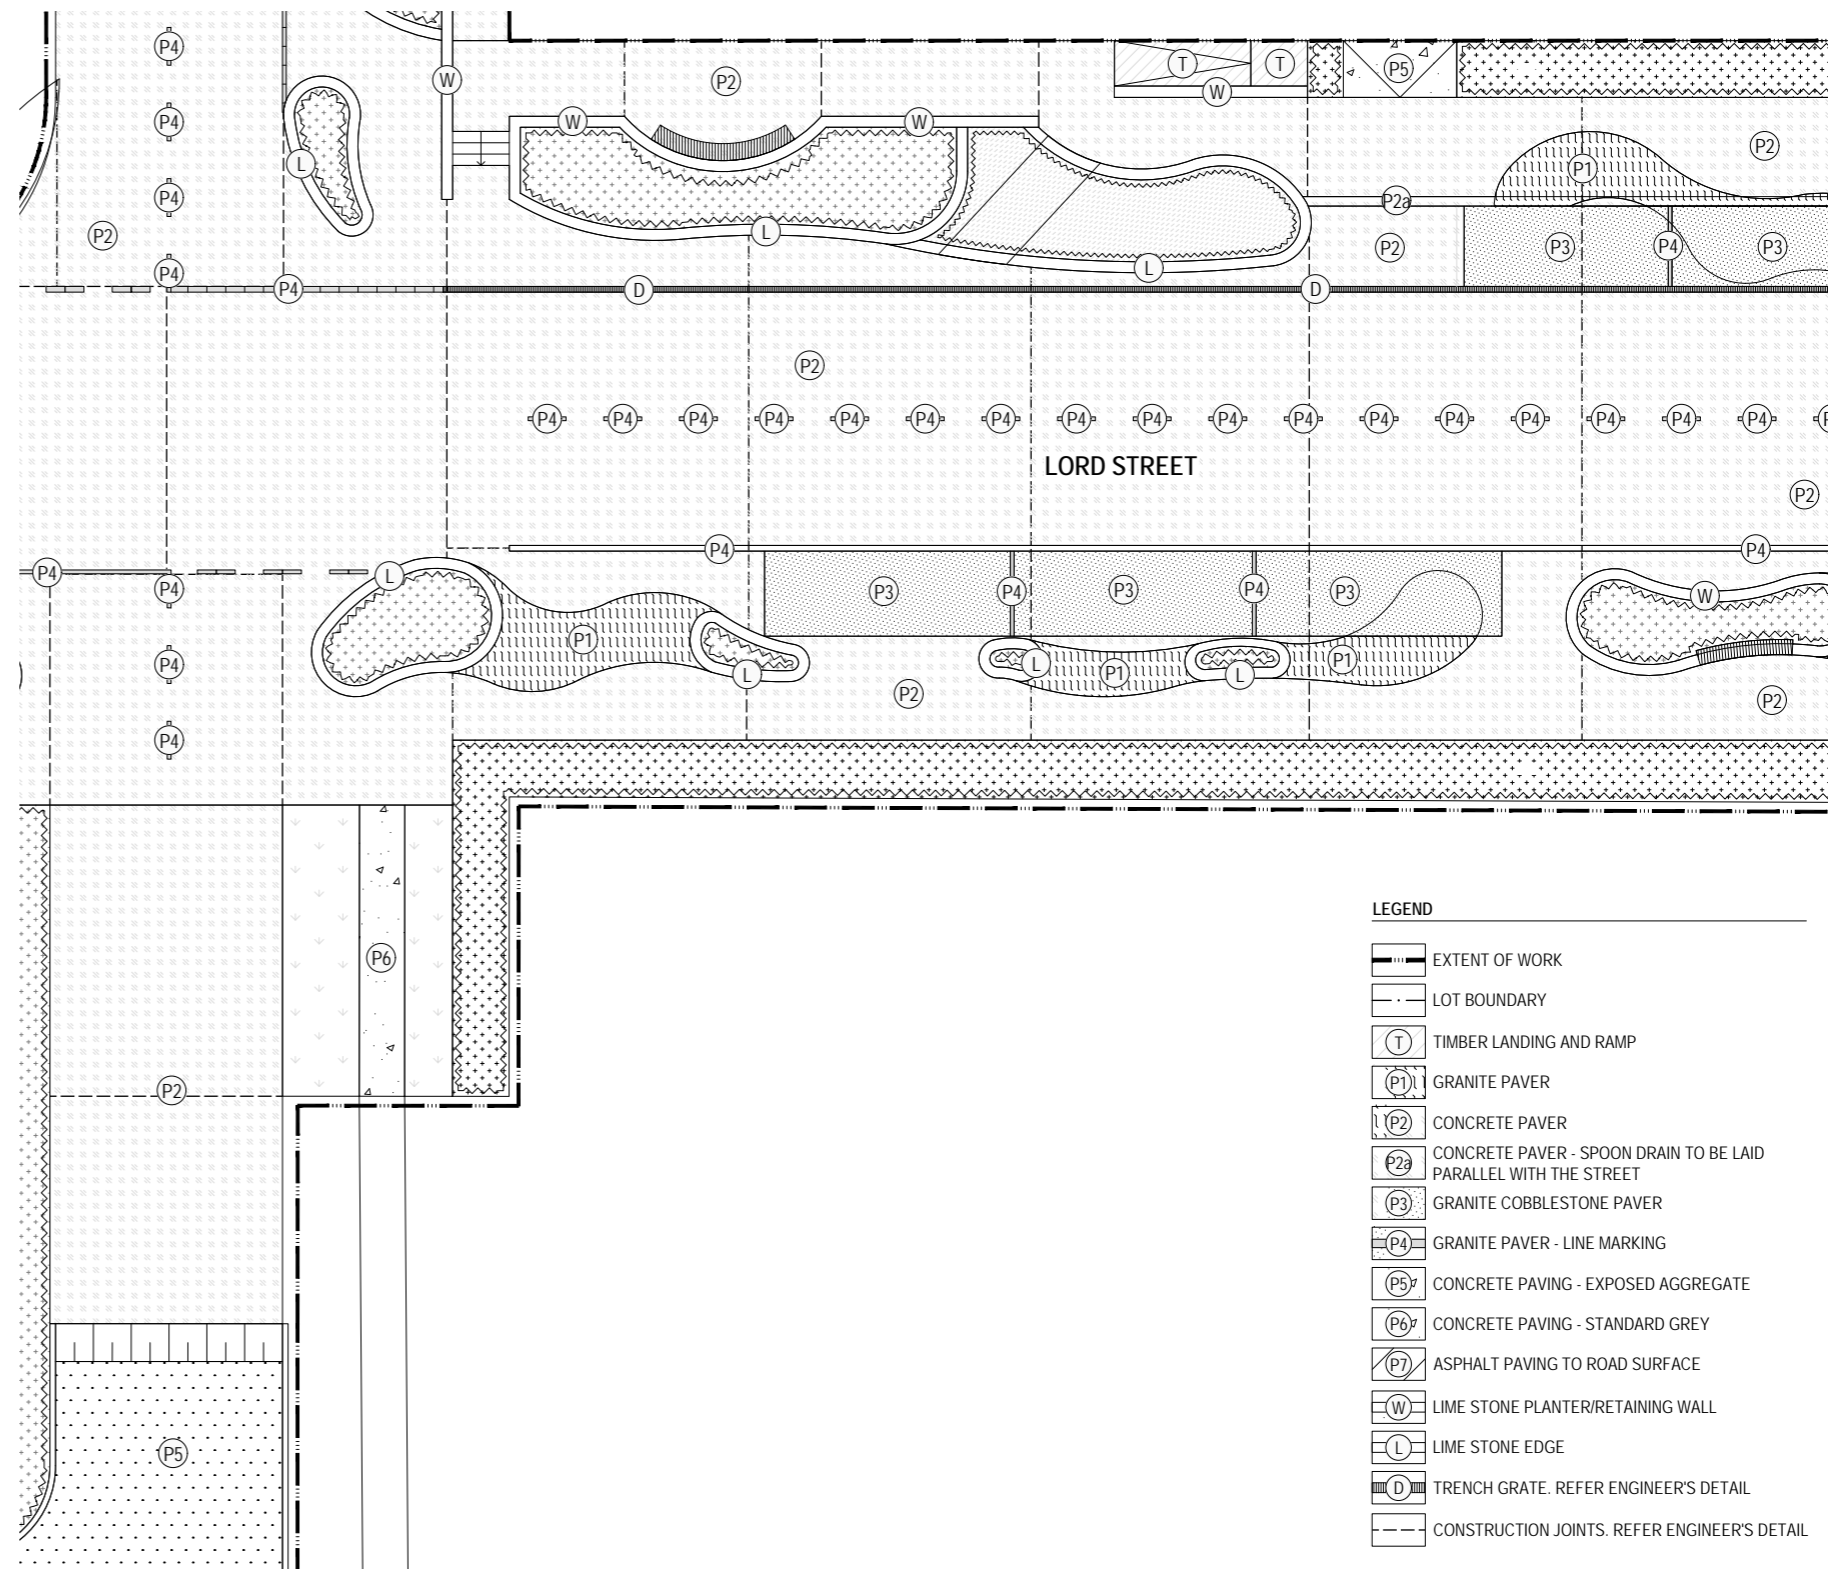 P4
W
P2
T
T
P5
W
P4
W
W
P2
L
P1
P4
P2a
P2
L
P2
P3
P4
P3
L
P4
P4
D
D
P2
P4 P4 P4 P4 P4 P4 P4 P4 P4 P4 P4 P4 P4 P4 P4 P4 P4
LORD STREET
P2
P4
P4
P4
L
P4
P3
P4
P3
P4
P3
W
P1
P4
L
L
P1
L
P1
P2
P2
P4
P6
P2
P5
LEGEND
EXTENT OF WORK
LOT BOUNDARY
T TIMBER LANDING AND RAMP
P1 GRANITE PAVER
P2 CONCRETE PAVER
P2a CONCRETE PAVER - SPOON DRAIN TO BE LAID
PARALLEL WITH THE STREET
P3 GRANITE COBBLESTONE PAVER
P4 GRANITE PAVER - LINE MARKING
P5 CONCRETE PAVING - EXPOSED AGGREGATE
P6 CONCRETE PAVING - STANDARD GREY
P7 ASPHALT PAVING TO ROAD SURFACE
W LIME STONE PLANTER/RETAINING WALL
L LIME STONE EDGE
D TRENCH GRATE. REFER ENGINEER'S DETAIL
CONSTRUCTION JOINTS. REFER ENGINEER'S DETAIL